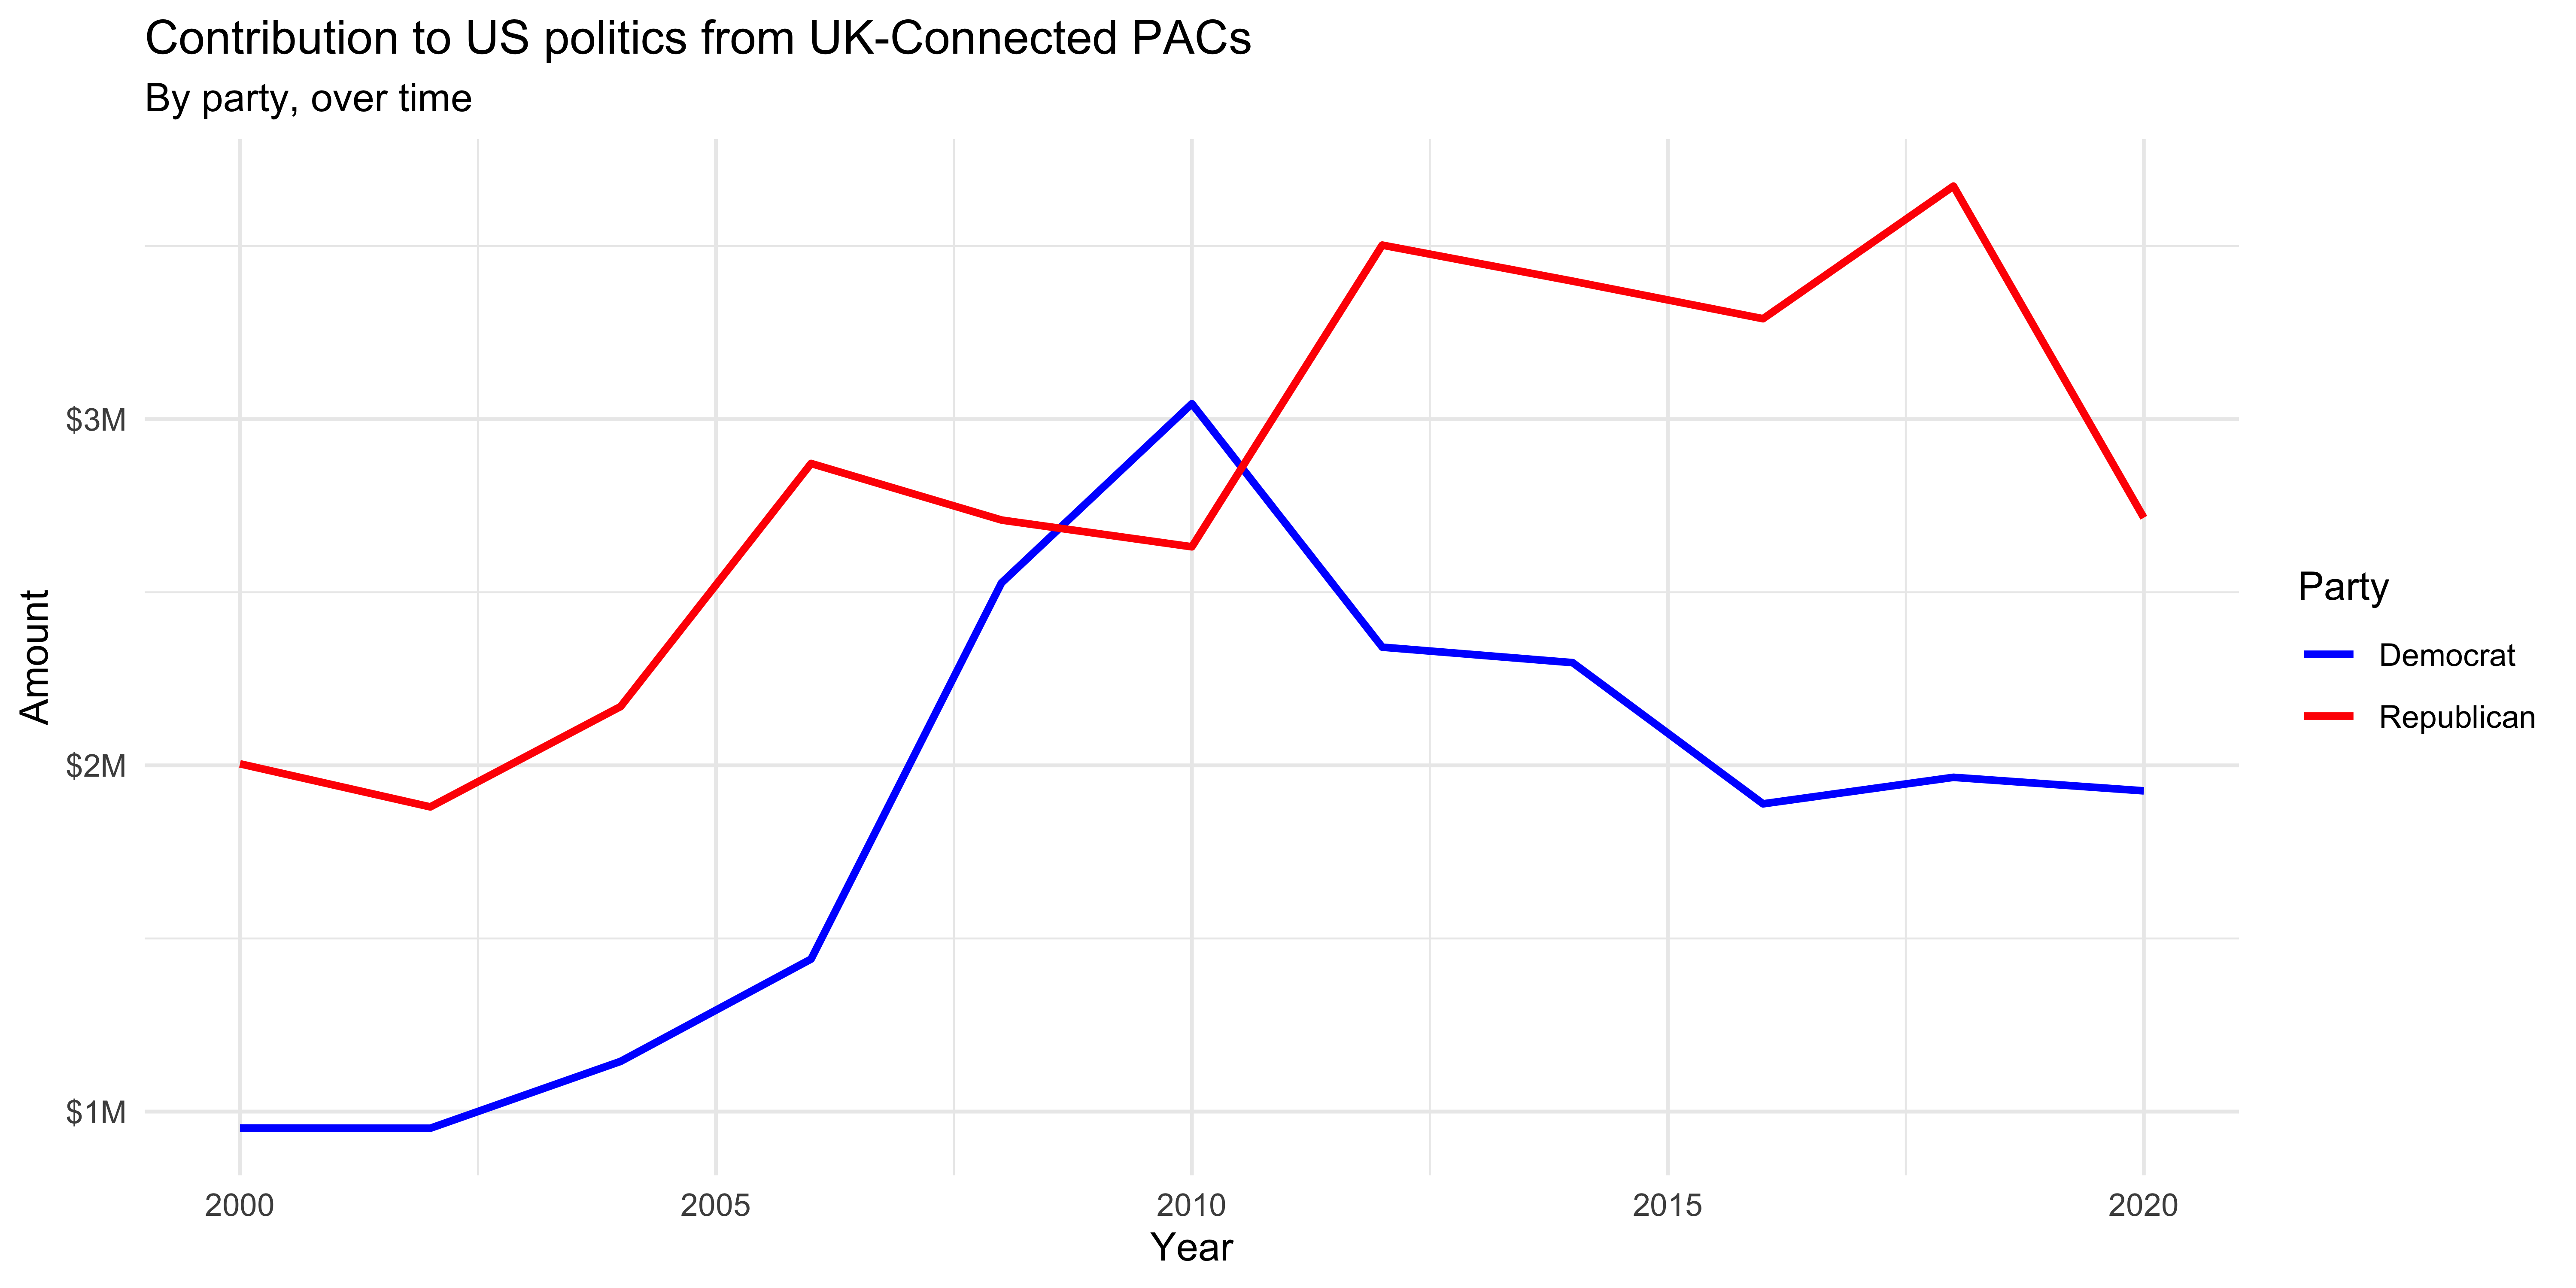 Contribution to US politics from UK-Connected PACs
By party, over time
Amount
$3M
$2M
$1M
2000 2005 2010 2015 2020
Year
Party
Democrat
Republican